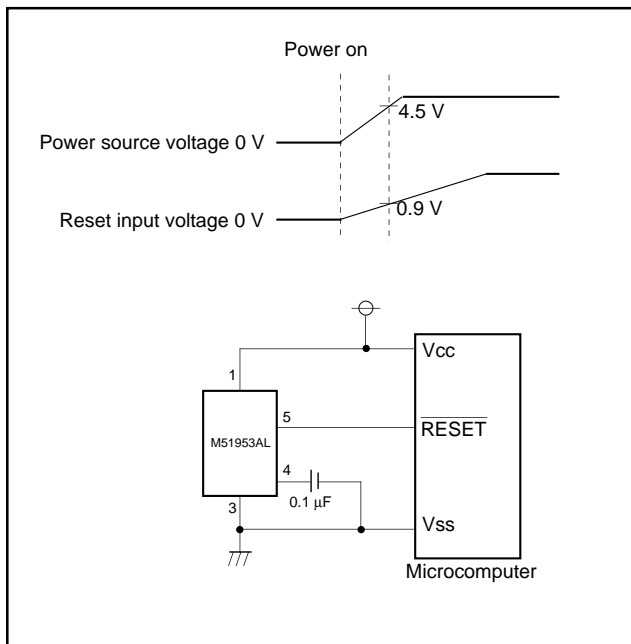 Power on
4.5 V
Power source voltage 0 V
0.9 V
Reset input voltage 0 V
Vcc
1
5
RESET
M51953AL
4
0.1 µF
3
Vss
Microcomputer